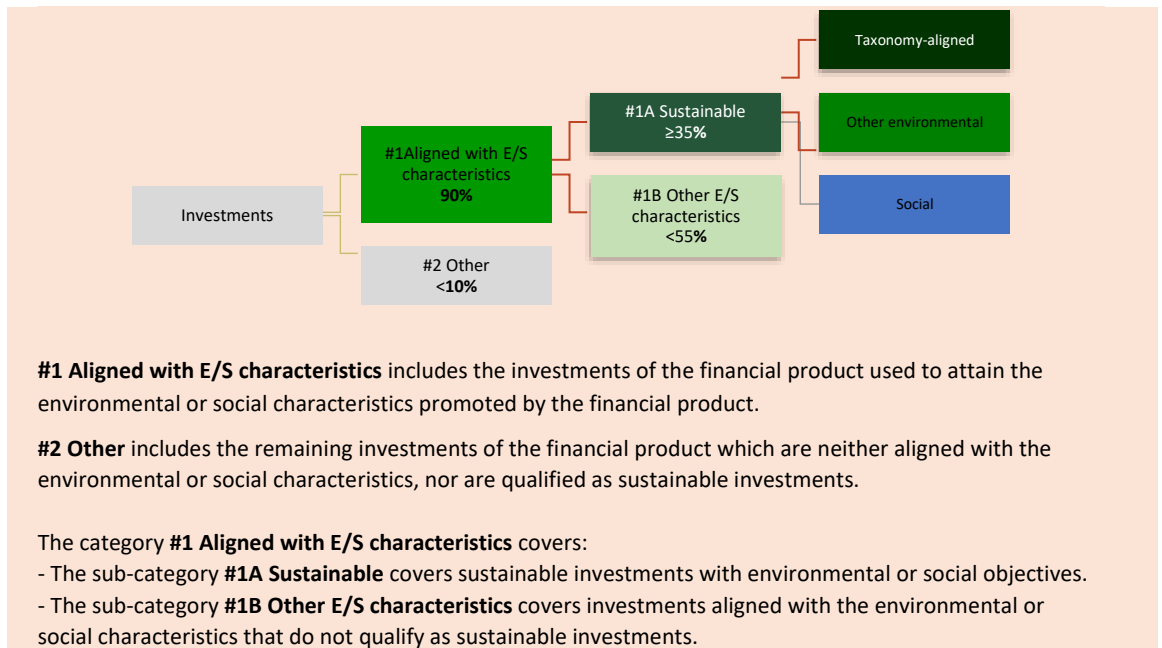 Taxonomy-aligned
#1A Sustainable
≥35%
Other environmental
#1Aligned with E/S
characteristics
90%
Investments
#1B Other E/S
characteristics
<55%
Social
#2 Other
<10%
#1 Aligned with E/S characteristics includes the investments of the financial product used to attain the
environmental or social characteristics promoted by the financial product.
#2 Other includes the remaining investments of the financial product which are neither aligned with the
environmental or social characteristics, nor are qualified as sustainable investments.
The category #1 Aligned with E/S characteristics covers:
- The sub-category #1A Sustainable covers sustainable investments with environmental or social objectives.
- The sub-category #1B Other E/S characteristics covers investments aligned with the environmental or
social characteristics that do not qualify as sustainable investments.